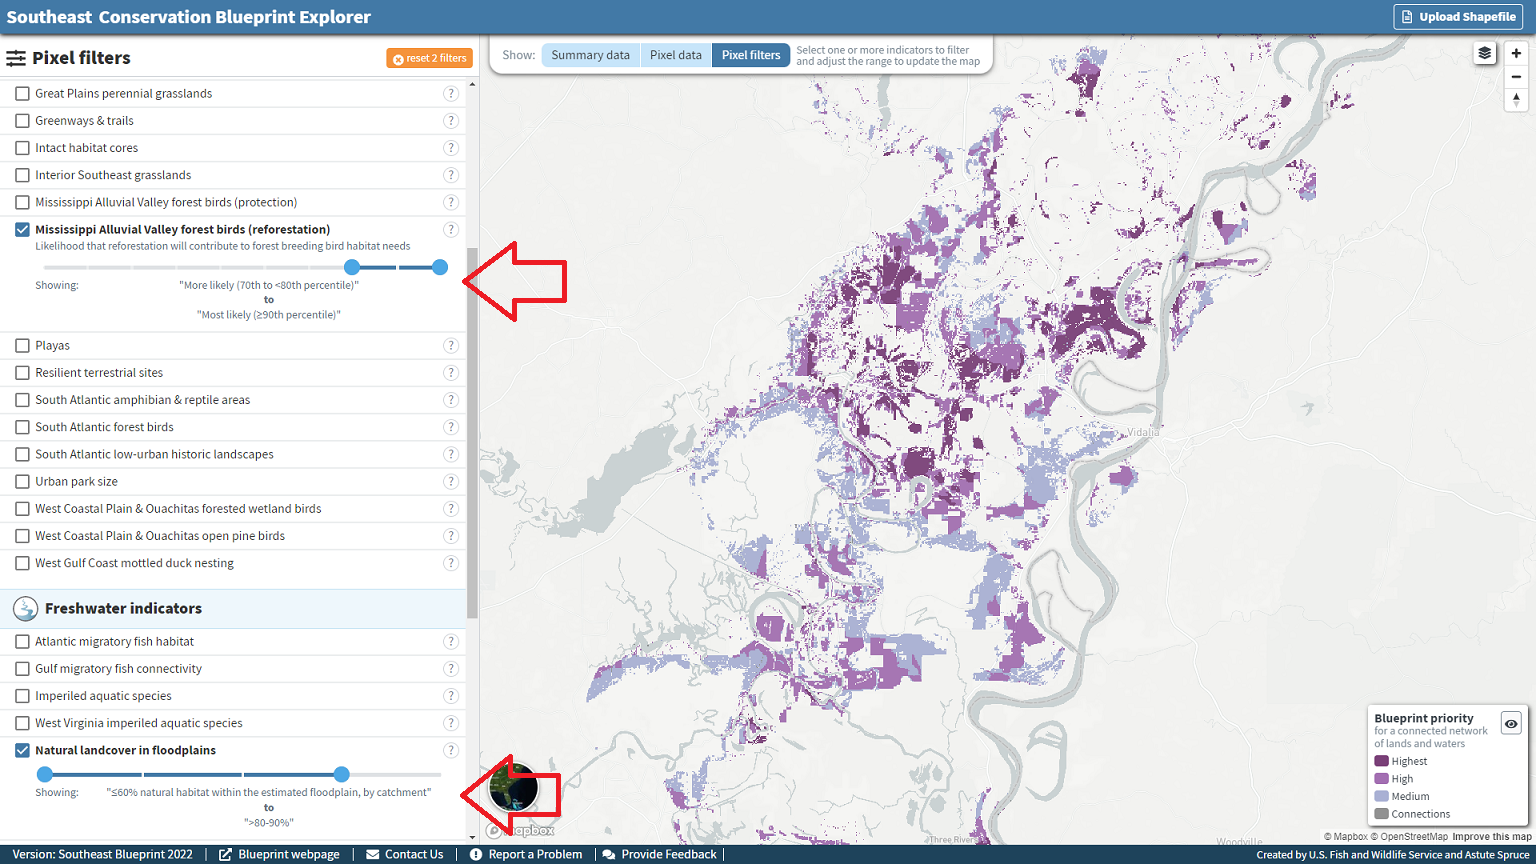 Southeast Conservation Blueprint Explorer
Upload Shapefile
Pixel filters
reset 2 filters
Show:
Summary data
Pixel data
Pixel filters
Select one or more indicators to filter
and adjust the range to update the map
Great Plains perennial grasslands
?
Greenways & trails
?
Intact habitat cores
?
Interior Southeast grasslands
?
Mississippi Alluvial Valley forest birds (protection)
?
Mississippi Alluvial Valley forest birds (reforestation)
?
Likelihood that reforestation will contribute to forest breeding bird habitat needs
Showing:
"More likely (70th to <80th percentile)"
to
"Most likely (≥90th percentile)"
Playas
?
Resilient terrestrial sites
?
South Atlantic amphibian & reptile areas
?
South Atlantic forest birds
?
South Atlantic low-urban historic landscapes
?
Urban park size
?
West Coastal Plain & Ouachitas forested wetland birds
?
West Coastal Plain & Ouachitas open pine birds
?
West Gulf Coast mottled duck nesting
?
Freshwater indicators
Atlantic migratory fish habitat
?
Gulf migratory fish connectivity
?
Imperiled aquatic species
?
West Virginia imperiled aquatic species
?
Natural landcover in floodplains
?
Showing:
"≤60% natural habitat within the estimated floodplain, by catchment"
to
">80-90%"
Vidalia
Three Rivers
Woodville
mapbox
Blueprint priority
for a connected network
of lands and waters
Highest
High
Medium
Connections
© Mapbox © OpenStreetMap Improve this map
Version: Southeast Blueprint 2022
Blueprint webpage
Contact Us
Report a Problem
Provide Feedback
Created by U.S. Fish and Wildlife Service and Astute Spruce